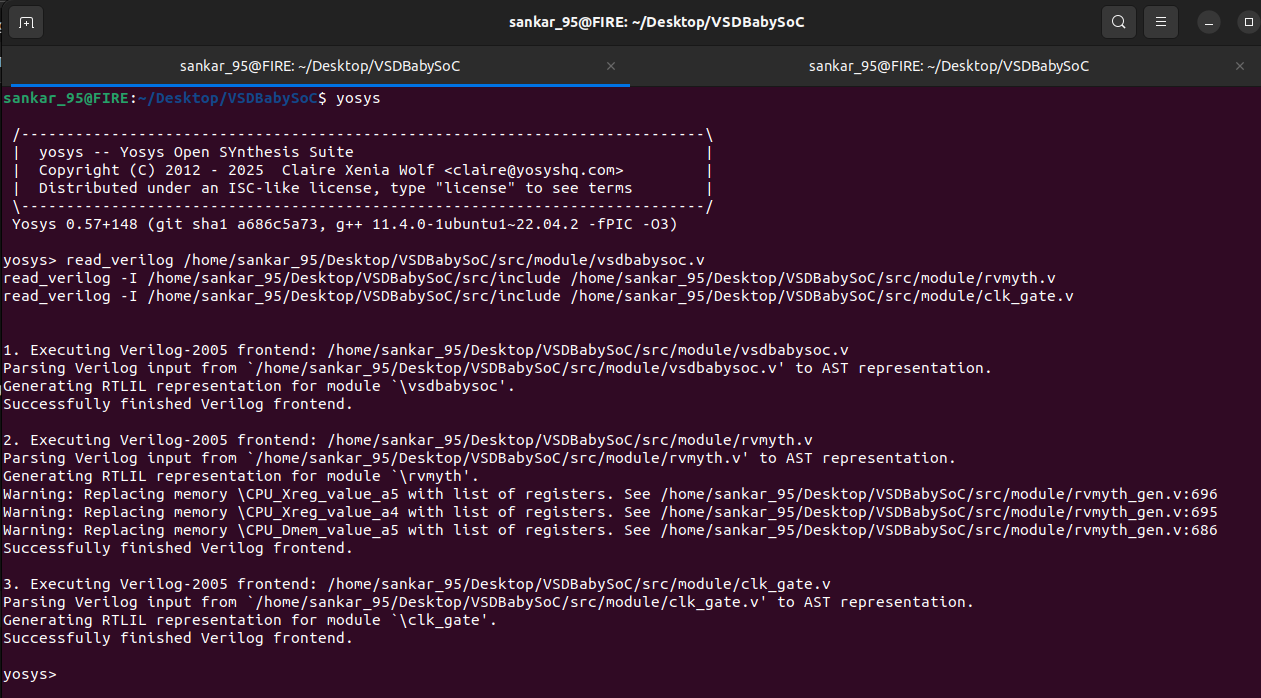 sankar_95@FIRE: ~/Desktop/VSDBabySoC
sankar_95@FIRE: ~/Desktop/VSDBabySoC
sankar_95@FIRE: ~/Desktop/VSDBabySoC
sankar_95@FIRE:~/Desktop/VSDBabySoC$ yosys
/----------------------------------------------------------------------------\
| yosys -- Yosys Open SYnthesis Suite |
| Copyright (C) 2012 - 2025 Claire Xenia Wolf <claire@yosyshq.com> |
| Distributed under an ISC-like license, type "license" to see terms |
\----------------------------------------------------------------------------/
Yosys 0.57+148 (git sha1 a686c5a73, g++ 11.4.0-1ubuntu1~22.04.2 -fPIC -O3)
yosys> read_verilog /home/sankar_95/Desktop/VSDBabySoC/src/module/vsdbabysoc.v
read_verilog -I /home/sankar_95/Desktop/VSDBabySoC/src/include /home/sankar_95/Desktop/VSDBabySoC/src/module/rvmyth.v
read_verilog -I /home/sankar_95/Desktop/VSDBabySoC/src/include /home/sankar_95/Desktop/VSDBabySoC/src/module/clk_gate.v
1. Executing Verilog-2005 frontend: /home/sankar_95/Desktop/VSDBabySoC/src/module/vsdbabysoc.v
Parsing Verilog input from `/home/sankar_95/Desktop/VSDBabySoC/src/module/vsdbabysoc.v' to AST representation.
Generating RTLIL representation for module `\vsdbabysoc'.
Successfully finished Verilog frontend.
2. Executing Verilog-2005 frontend: /home/sankar_95/Desktop/VSDBabySoC/src/module/rvmyth.v
Parsing Verilog input from `/home/sankar_95/Desktop/VSDBabySoC/src/module/rvmyth.v' to AST representation.
Generating RTLIL representation for module `\rvmyth'.
Warning: Replacing memory \CPU_Xreg_value_a5 with list of registers. See /home/sankar_95/Desktop/VSDBabySoC/src/module/rvmyth_gen.v:696
Warning: Replacing memory \CPU_Xreg_value_a4 with list of registers. See /home/sankar_95/Desktop/VSDBabySoC/src/module/rvmyth_gen.v:695
Warning: Replacing memory \CPU_Dmem_value_a5 with list of registers. See /home/sankar_95/Desktop/VSDBabySoC/src/module/rvmyth_gen.v:686
Successfully finished Verilog frontend.
3. Executing Verilog-2005 frontend: /home/sankar_95/Desktop/VSDBabySoC/src/module/clk_gate.v
Parsing Verilog input from `/home/sankar_95/Desktop/VSDBabySoC/src/module/clk_gate.v' to AST representation.
Generating RTLIL representation for module `\clk_gate'.
Successfully finished Verilog frontend.
yosys>